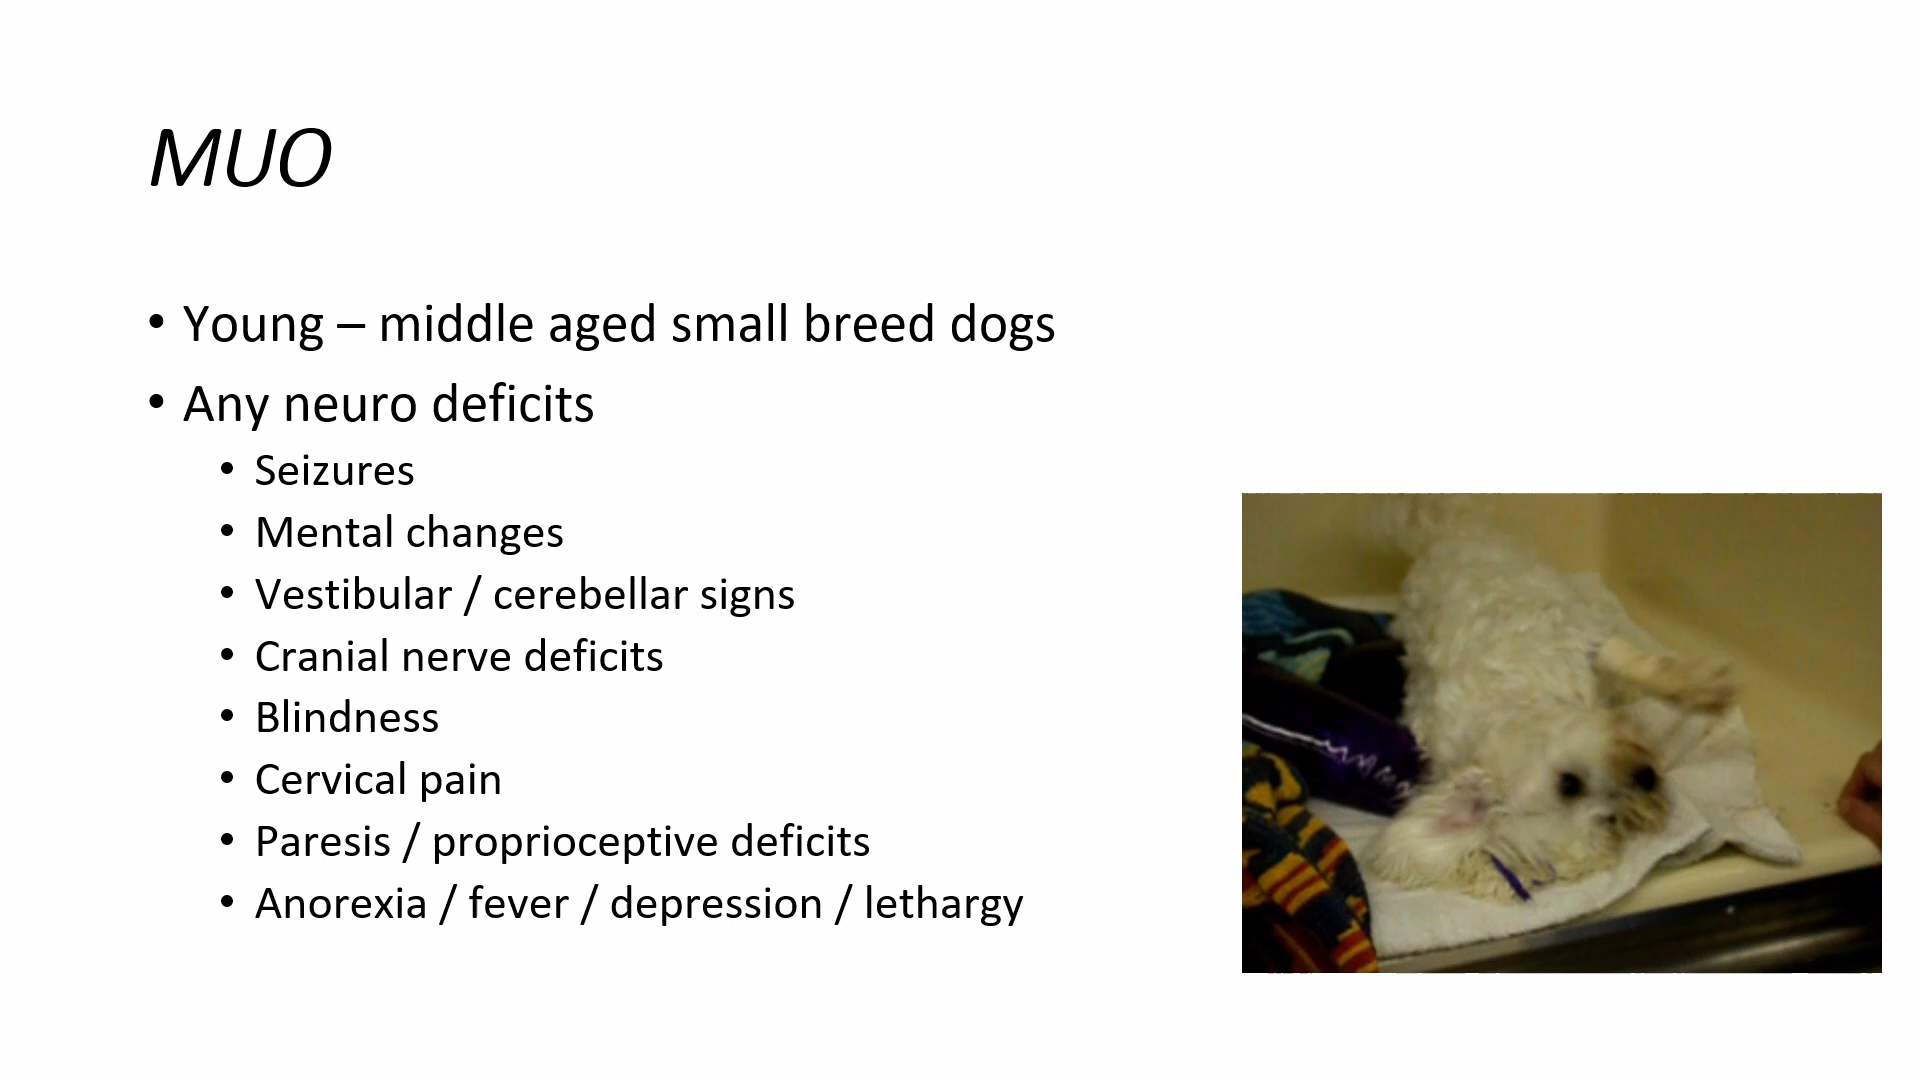 MUO
• Young – middle aged small breed dogs
• Any neuro deficits
• Seizures
• Mental changes
• Vestibular / cerebellar signs
• Cranial nerve deficits
• Blindness
• Cervical pain
• Paresis / proprioceptive deficits
• Anorexia / fever / depression / lethargy